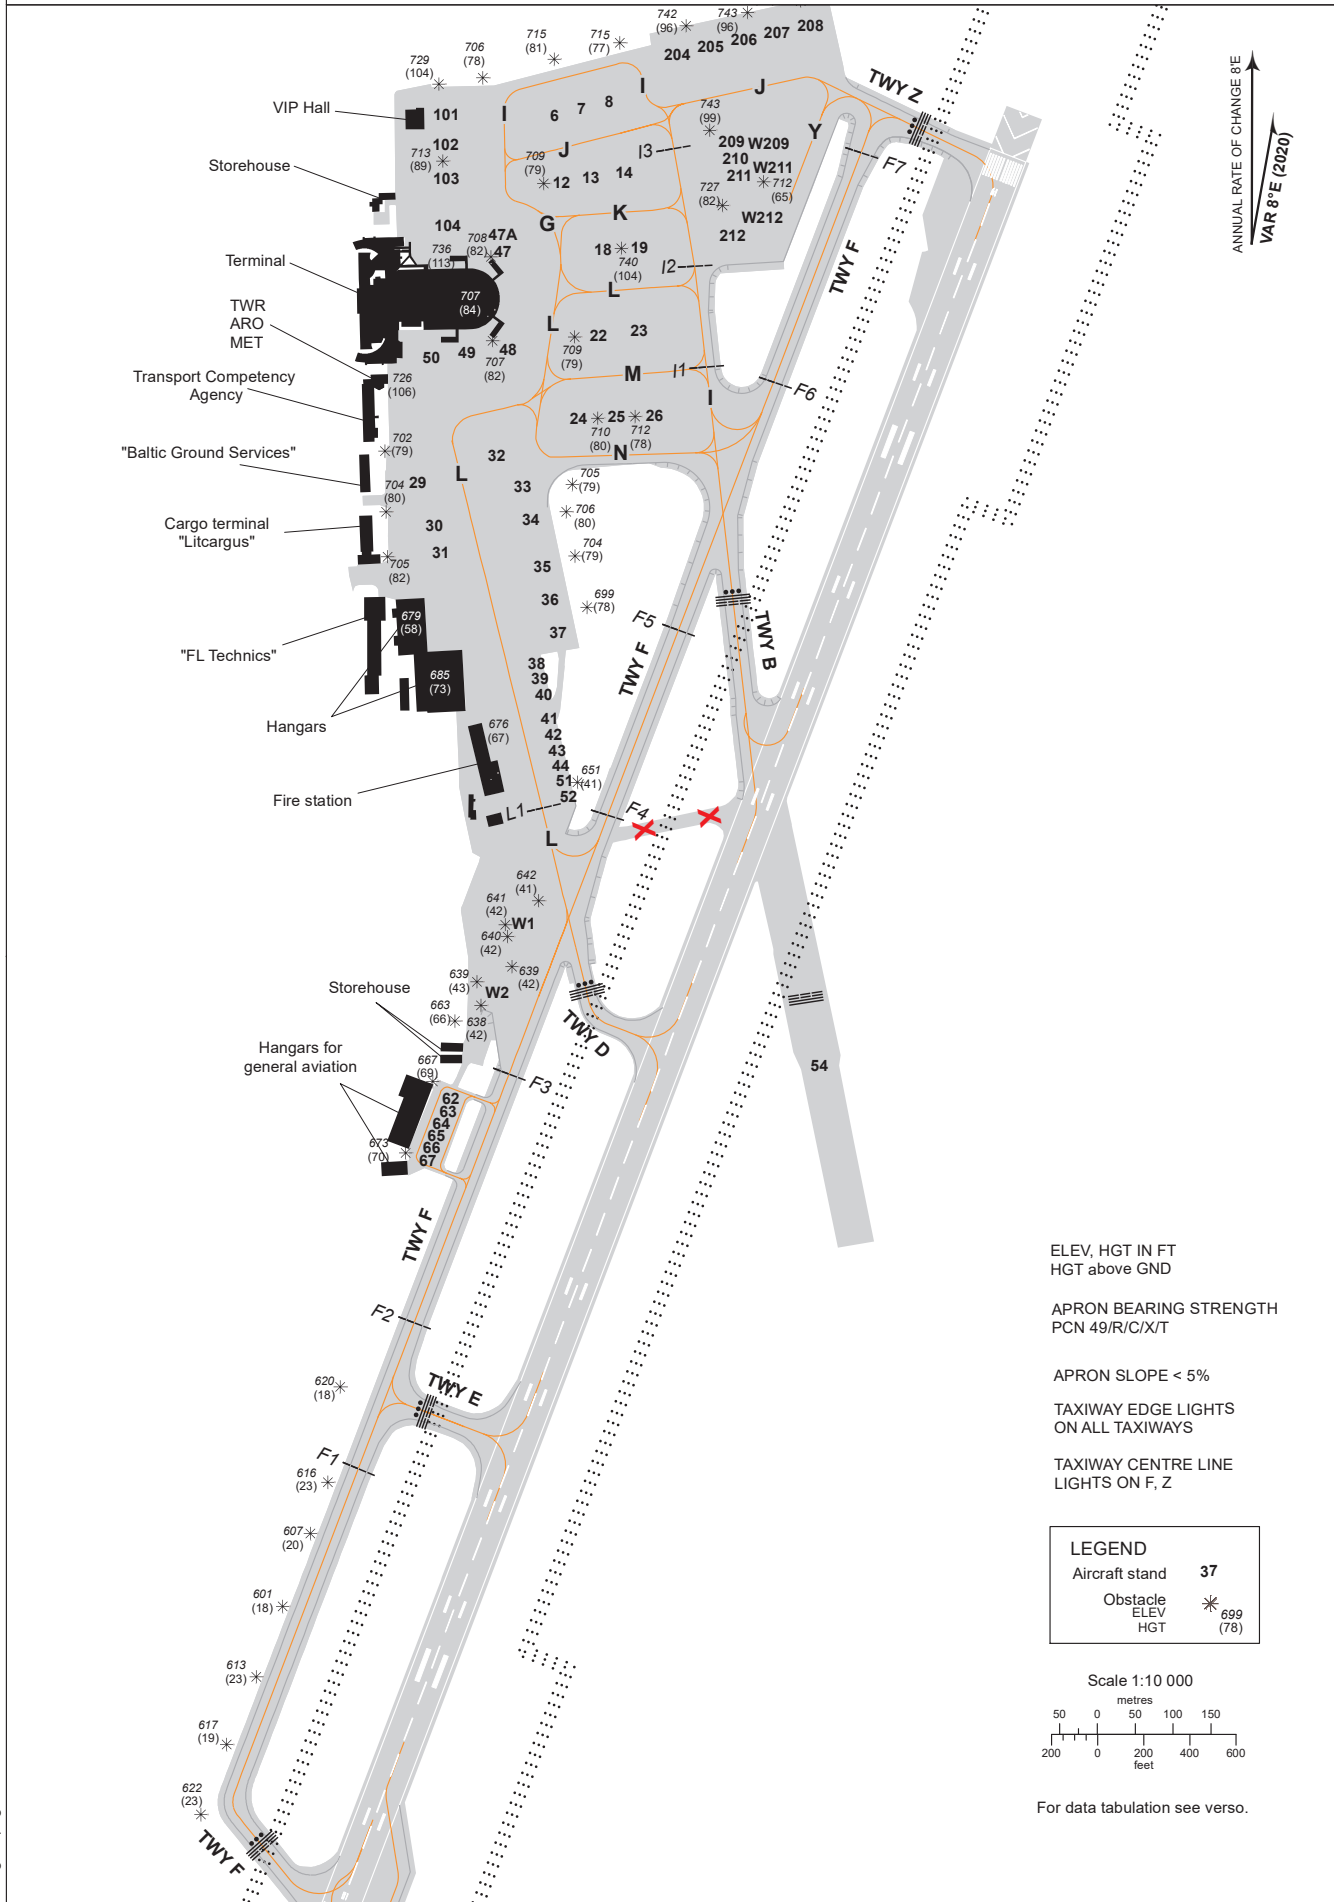 742
(96)
743
(96)
208
207
206
205
204
715
(81)
715
(77)
706
(78)
729
(104)
VIP Hall
101
I
6
7
8
I
J
TWY Z
743
(99)
Y
102
J
I3
209
W209
713
(89)
709
(79)
210
F7
Storehouse
103
12
13
14
211
W211
712
(65)
727
(82)
104
G
K
W212
212
708
(82)
47A
47
736
(113)
18
19
740
(104)
I2
TWY F
Terminal
707
(84)
L
TWR
ARO
MET
L
22
23
709
(79)
50
49
48
707
(82)
Transport Competency
Agency
726
(106)
M
I1
F6
I
24
25
26
710
(80)
712
(78)
702
(79)
"Baltic Ground Services"
32
N
29
L
33
705
(79)
704
(80)
Cargo terminal
"Litcargus"
30
34
706
(80)
31
704
(79)
705
(82)
35
36
699
(78)
679
(58)
F5
TWY B
37
"FL Technics"
38
39
40
TWY F
685
(73)
Hangars
676
(67)
41
42
43
44
51
651
(41)
52
Fire station
L1
F4
L
642
(41)
641
(42)
W1
640
(42)
639
(42)
639
(43)
W2
Storehouse
663
(66)
638
(42)
TWY D
Hangars for
general aviation
667
(69)
F3
54
62
63
64
65
66
67
673
(70)
TWY F
F2
620
(18)
TWY E
F1
616
(23)
607
(20)
601
(18)
613
(23)
617
(19)
622
(23)
TWY F
ANNUAL RATE OF CHANGE 8'E
VAR 8°E (2020)
ELEV, HGT IN FT
HGT above GND
APRON BEARING STRENGTH
PCN 49/R/C/X/T
APRON SLOPE < 5%
TAXIWAY EDGE LIGHTS
ON ALL TAXIWAYS
TAXIWAY CENTRE LINE
LIGHTS ON F, Z
LEGEND
Aircraft stand 37
Obstacle
ELEV 699
HGT (78)
Scale 1:10 000
metres
50 0 50 100 150
200 0 200 400 600
feet
For data tabulation see verso.